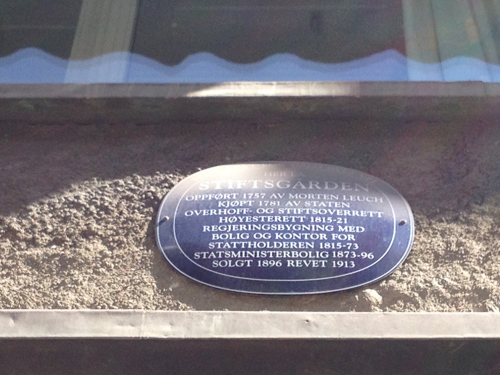 STIFTSGÅRDEN
OPPFØRT 1757 AV MORTEN LEUCH
KJØPT 1781 AV STATEN
OVERHOFF- OG STIFTSOVERRETT
HØYESTERETT 1815-21
REGJERINGSBYGNING MED
BOLIG OG KONTOR FOR
STATTHOLDEREN 1815-73
STATSMINISTERBOLIG 1873-96
SOLGT 1896 REVET 1913